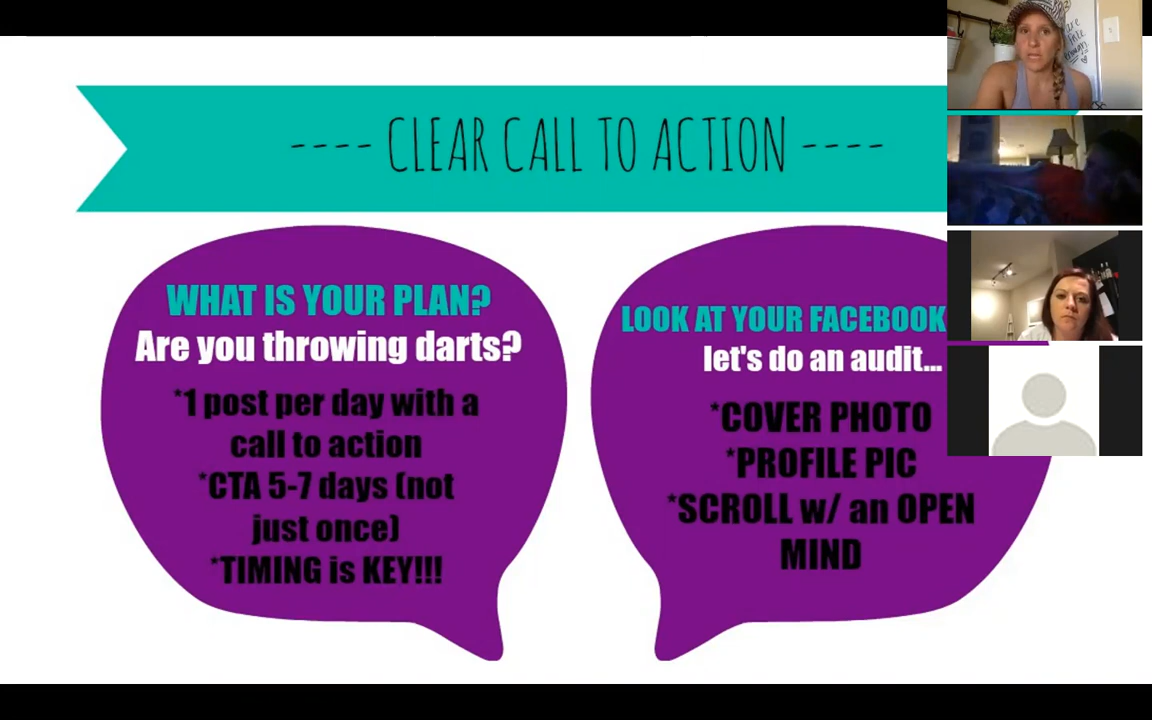 ---- CLEAR CALL TO ACTION ----
WHAT IS YOUR PLAN?
Are you throwing darts?
*1 post per day with a
call to action
*CTA 5-7 days (not
just once)
*TIMING is KEY!!!
LOOK AT YOUR FACEBOOK
let's do an audit...
*COVER PHOTO
*PROFILE PIC
*SCROLL w/ an OPEN
MIND